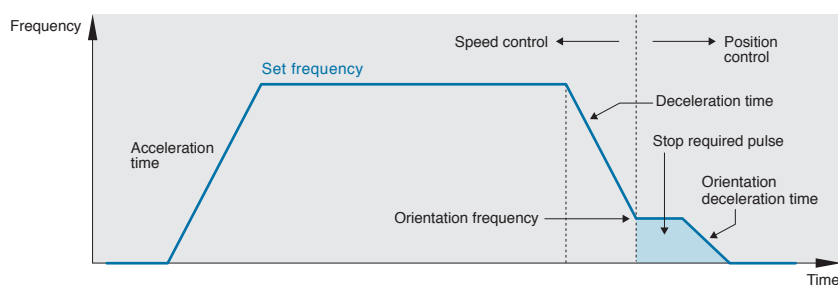 Frequency
Speed control
Position
control
Set frequency
Deceleration time
Acceleration
time
Stop required pulse
Orientation
deceleration time
Orientation frequency
Time